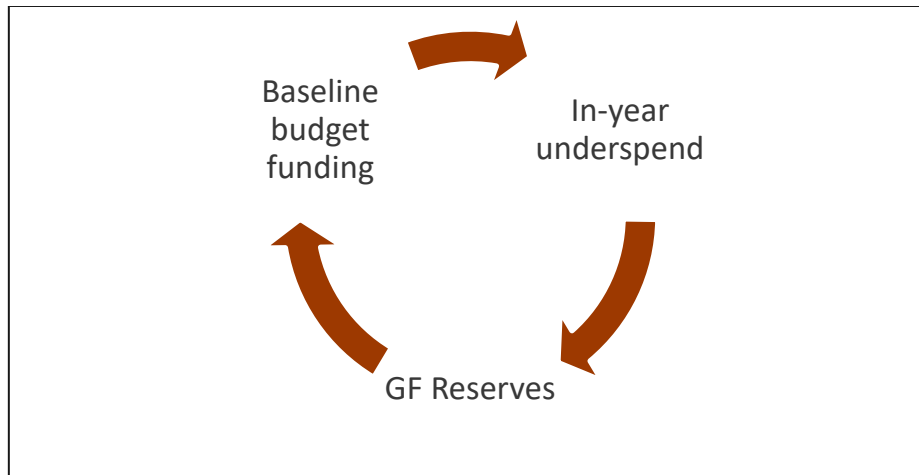 Baseline
budget
funding
In-year
underspend
GF Reserves